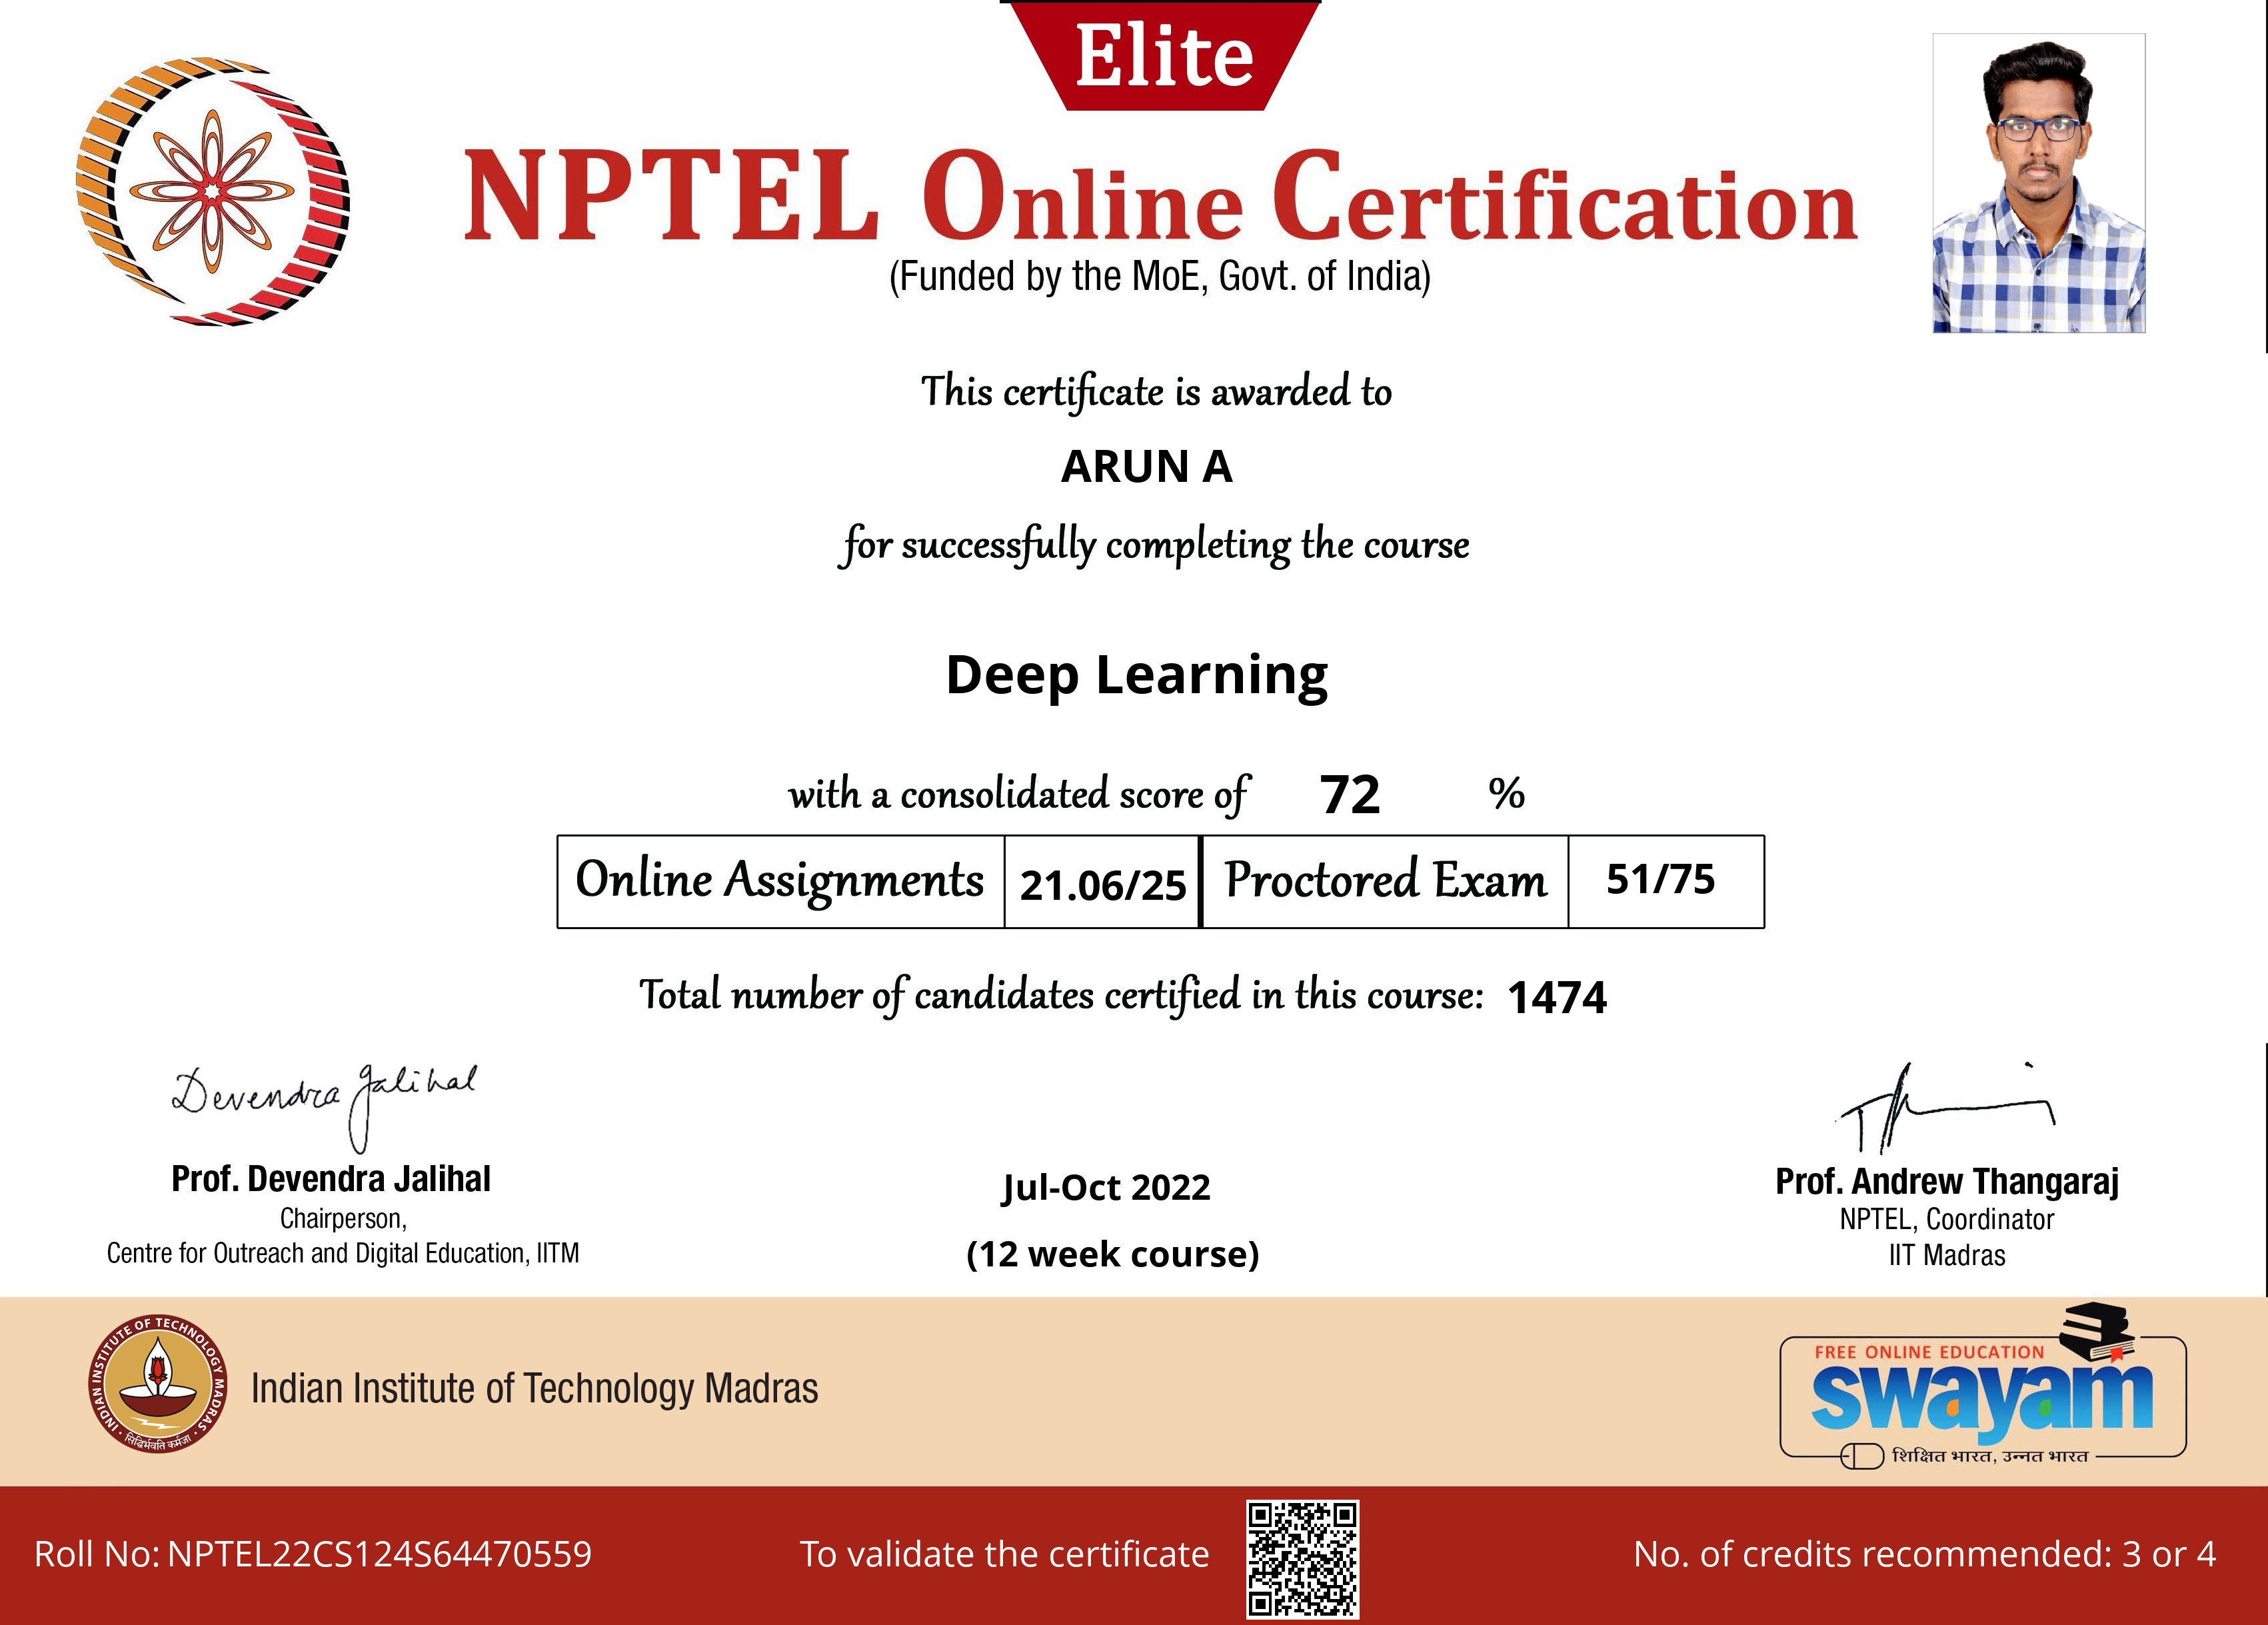 Elite
NPTEL Online Certification
(Funded by the MoE, Govt. of India)
This certificate is awarded to
ARUN A
for successfully completing the course
Deep Learning
with a consolidated score of 72 %
Online Assignments 21.06/25 Proctored Exam 51/75
Total number of candidates certified in this course: 1474
Devendra Jalihal
Prof. Devendra Jalihal
Chairperson,
Centre for Outreach and Digital Education, IITM
Jul-Oct 2022
(12 week course)
Prof. Andrew Thangaraj
NPTEL, Coordinator
IIT Madras
INDIAN INSTITUTE OF TECHNOLOGY MADRAS
सिद्धिर्भवति कर्मजा
Indian Institute of Technology Madras
FREE ONLINE EDUCATION
swayam
शिक्षित भारत, उन्नत भारत
Roll No: NPTEL22CS124S64470559
To validate the certificate
No. of credits recommended: 3 or 4